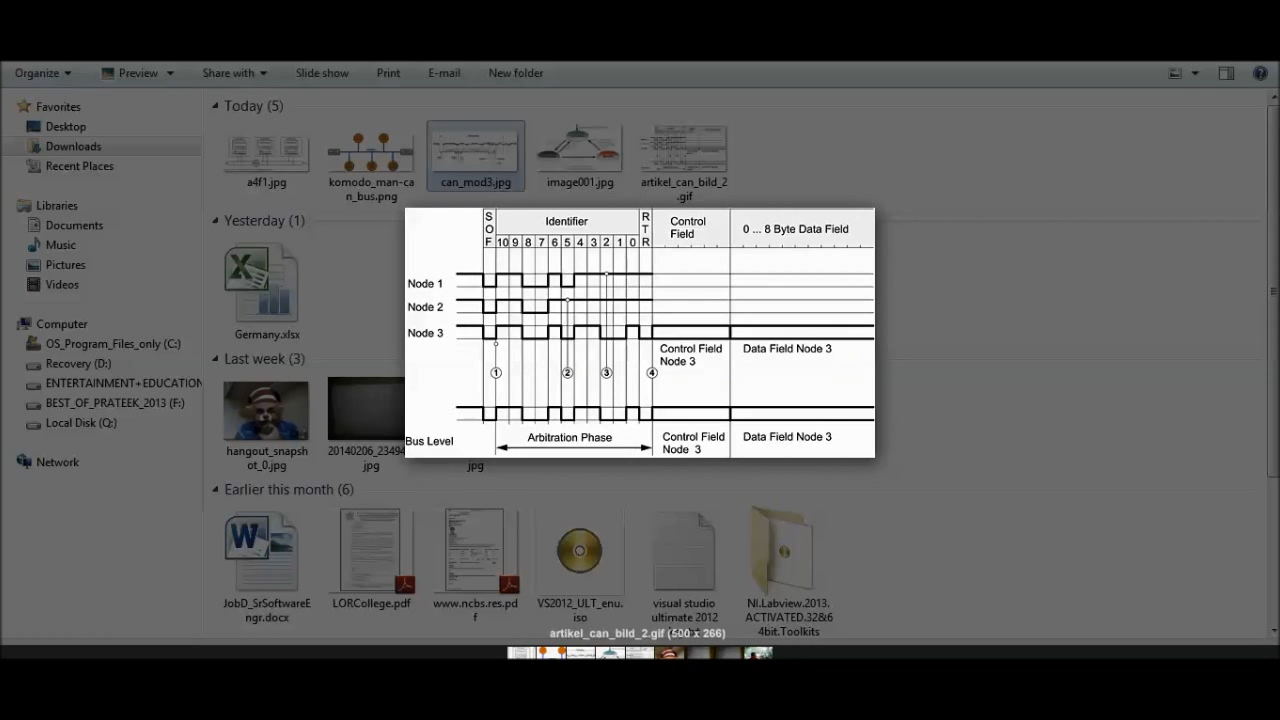 Organize
Preview
Share with
Slide show
Print
E-mail
New folder
Favorites
Desktop
Downloads
Recent Places
Libraries
Documents
Music
Pictures
Videos
Computer
OS_Program_Files_only (C:)
Recovery (D:)
ENTERTAINMENT+EDUCATION
BEST_OF_PRATEEK_2013 (F:)
Local Disk (Q:)
Network
Today (5)
a4f1.jpg
komodo_man-ca
n_bus.png
can_mod3.jpg
image001.jpg
artikel_can_bild_2
.gif
Yesterday (1)
Germany.xlsx
Last week (3)
hangout_snapsh
ot_0.jpg
20140206_23494
jpg
jpg
Earlier this month (6)
JobD_SrSoftwareE
ngr.docx
LORCollege.pdf
www.ncbs.res.pd
f
VS2012_ULT_enu.
iso
visual studio
ultimate 2012
NI.Labview.2013.
ACTIVATED.32&6
4bit.Toolkits
SOF
Identifier
RTR
Control
Field
0 ... 8 Byte Data Field
10 9 8 7 6 5 4 3 2 1 0
Node 1
Node 2
Node 3
Control Field
Node 3
Data Field Node 3
1 2 3 4
Bus Level
Arbitration Phase
Control Field
Node 3
Data Field Node 3
artikel_can_bild_2.gif (500 x 266)